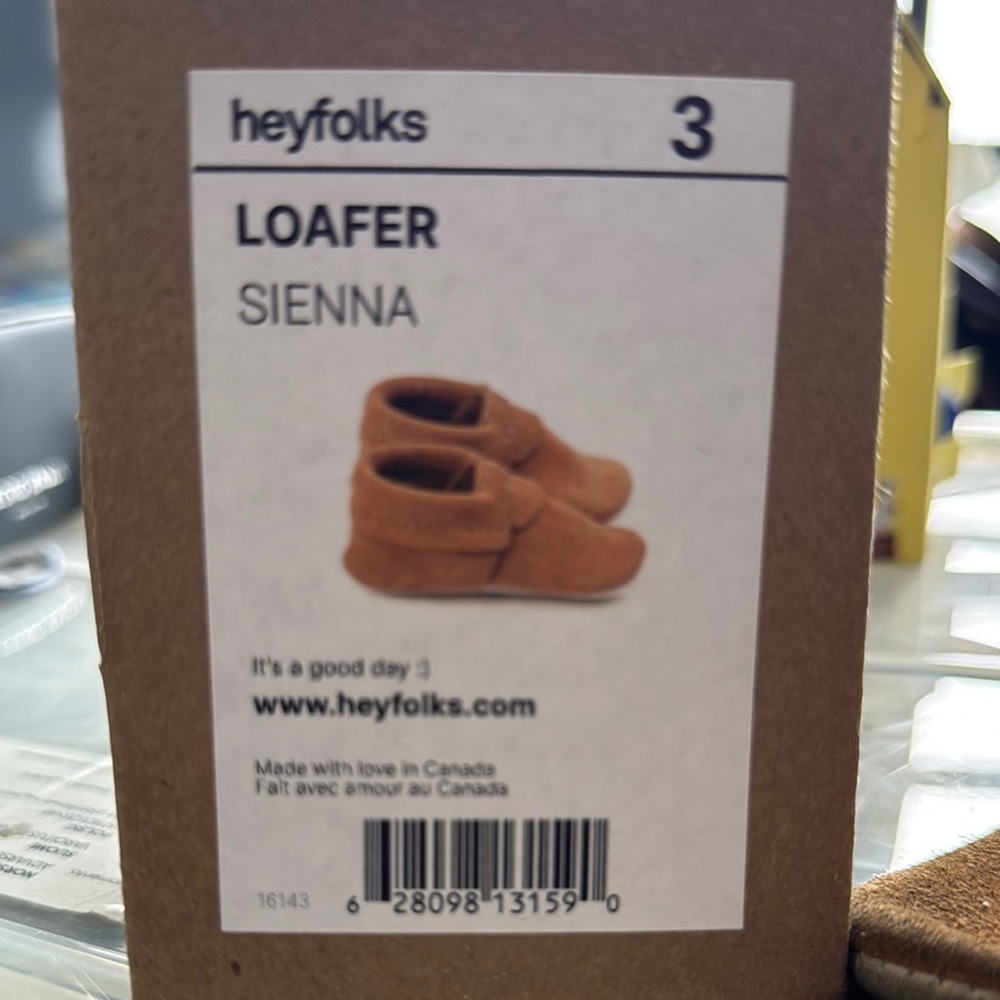 heyfolks 3
LOAFER
SIENNA
It's a good day :)
www.heyfolks.com
Made with love in Canada
Fait avec amour au Canada
16143 6 28098 13159 0